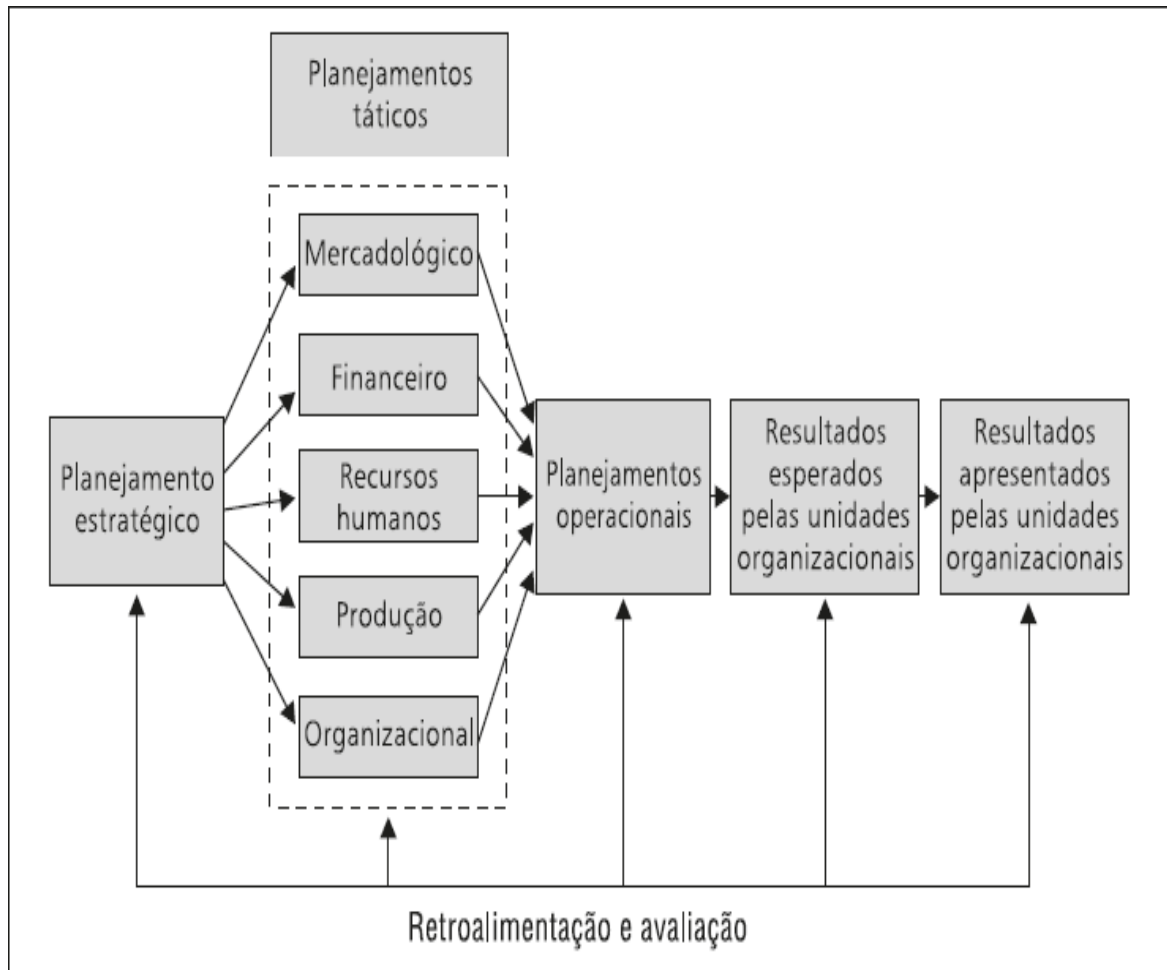 Planejamentos
táticos
Mercadológico
Financeiro
Recursos
humanos
Produção
Organizacional
Planejamento
estratégico
Planejamentos
operacionais
Resultados
esperados
pelas unidades
organizacionais
Resultados
apresentados
pelas unidades
organizacionais
Retroalimentação e avaliação